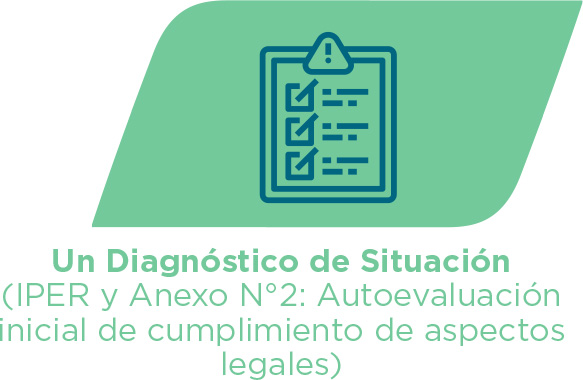 Un Diagnóstico de Situación
(IPER y Anexo N°2: Autoevaluación
inicial de cumplimiento de aspectos
legales)